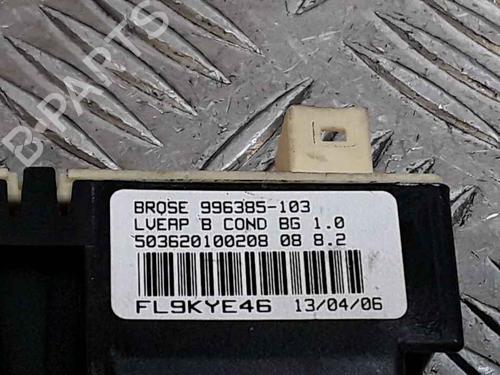 B-PARTS
BROSE 996385-103
LVEAP B COND BG 1.0
503620100208 08 8.2
FL9KYE46 13/04/06